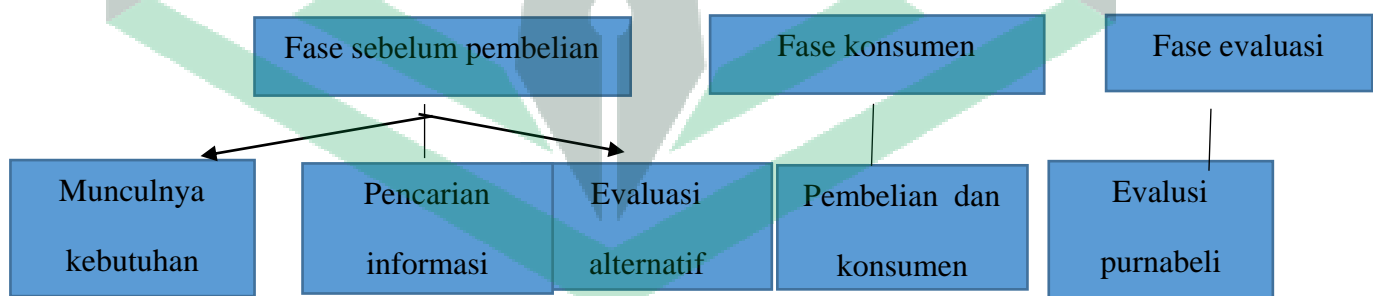 Fase sebelum pembelian
Fase konsumen
Fase evaluasi
Munculnya
kebutuhan
Pencarian
informasi
Evaluasi
alternatif
Pembelian dan
konsumen
Evalusi
purnabeli